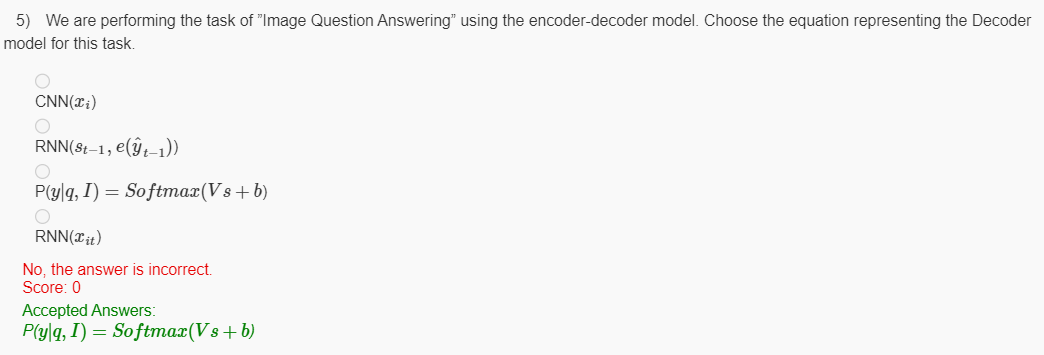 5) We are performing the task of ”Image Question Answering” using the encoder-decoder model. Choose the equation representing the Decoder
model for this task.
CNN(xᵢ)
RNN(sₜ₋₁, e(ŷₜ₋₁))
P(y|q, I) = Softmax(Vs + b)
RNN(xᵢₜ)
No, the answer is incorrect.
Score: 0
Accepted Answers:
P(y|q, I) = Softmax(Vs + b)